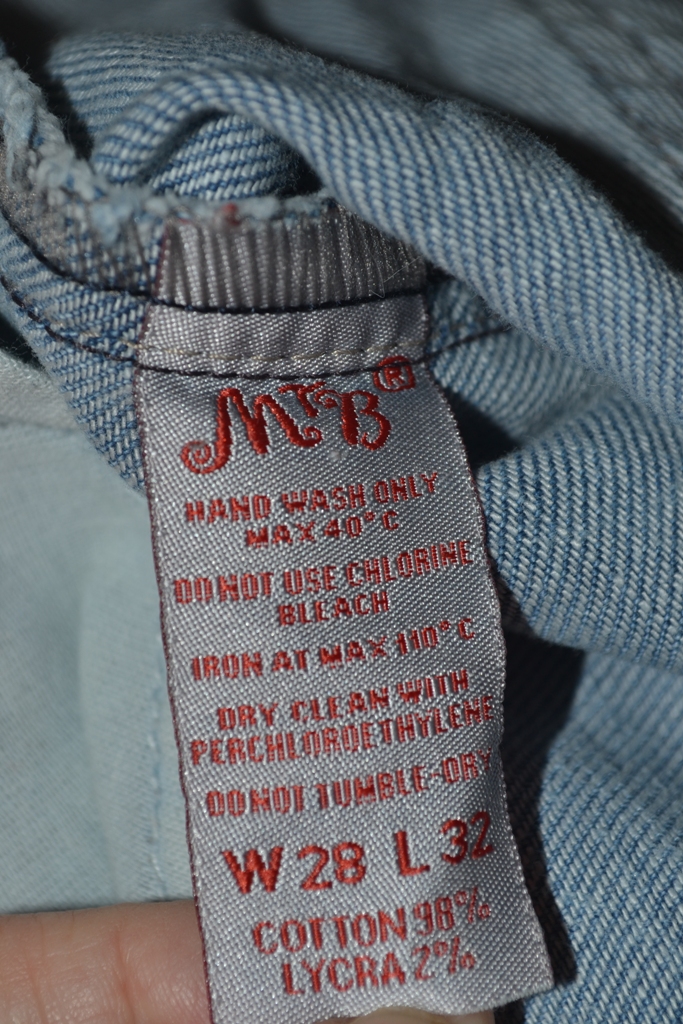 MrB®
HAND WASH ONLY
MAX 40° C
DO NOT USE CHLORINE
BLEACH
IRON AT MAX 110° C
DRY CLEAN WITH
PERCHLOROETHYLENE
DO NOT TUMBLE-DRY
W 28 L 32
COTTON 98%
LYCRA 2%